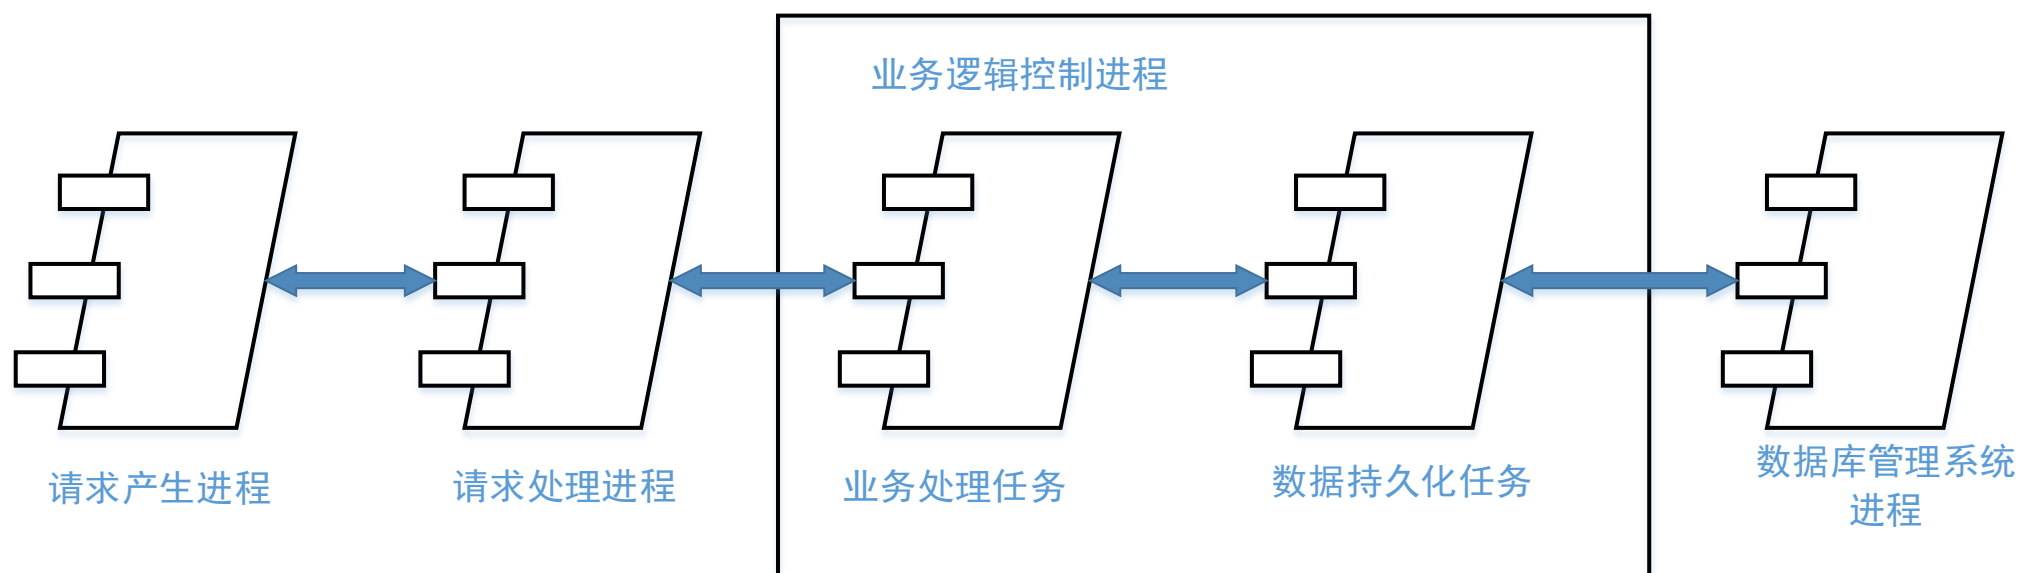 业务逻辑控制进程
请求产生进程
请求处理进程
业务处理任务
数据持久化任务
数据库管理系统
进程